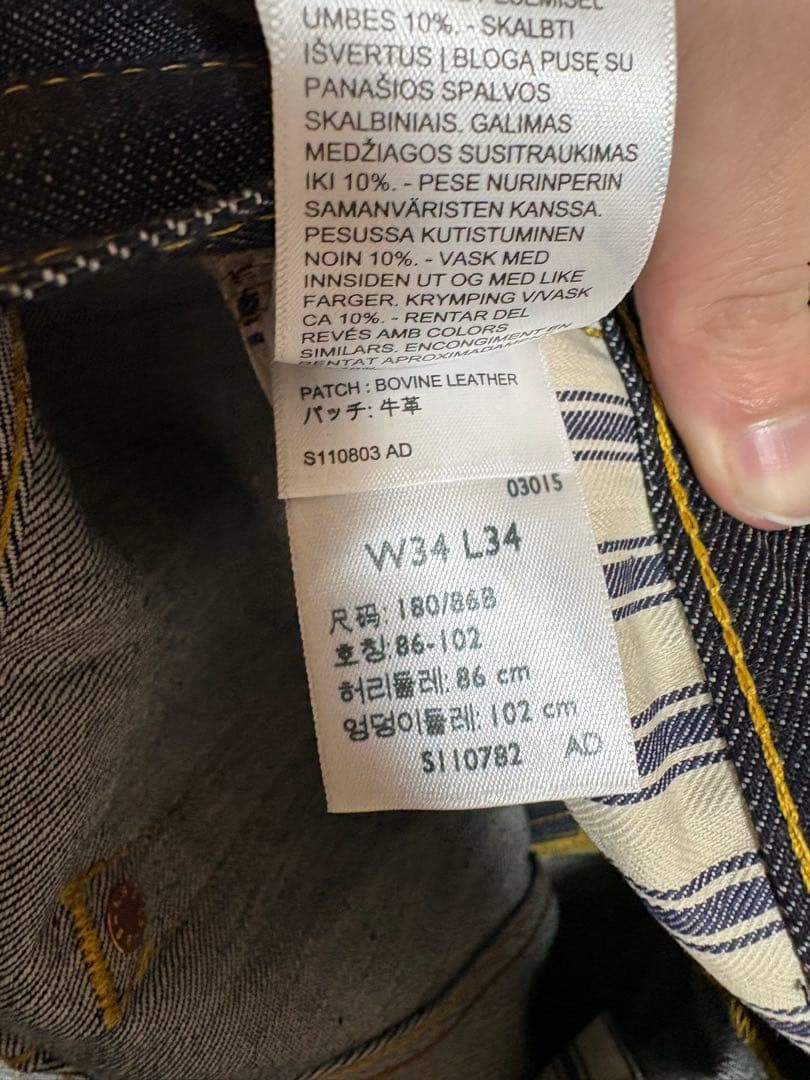 UMBES 10%. - SKALBTI
IŠVERTUS Į BLOGĄ PUSĘ SU
PANAŠIOS SPALVOS
SKALBINIAIS. GALIMAS
MEDŽIAGOS SUSITRAUKIMAS
IKI 10%. - PESE NURINPERIN
SAMANVÄRISTEN KANSSA.
PESUSSA KUTISTUMINEN
NOIN 10%. - VASK MED
INNSIDEN UT OG MED LIKE
FARGER. KRYMPING V/VASK
CA 10%. - RENTAR DEL
REVÉS AMB COLORS
SIMILARS. ENCONGIMENT EN
RENTAT
PATCH : BOVINE LEATHER
パッチ: 牛革
S110803 AD
03015
W34 L34
尺码: 180/86B
호칭: 86-102
허리둘레: 86 cm
엉덩이둘레: 102 cm
S110782 AD